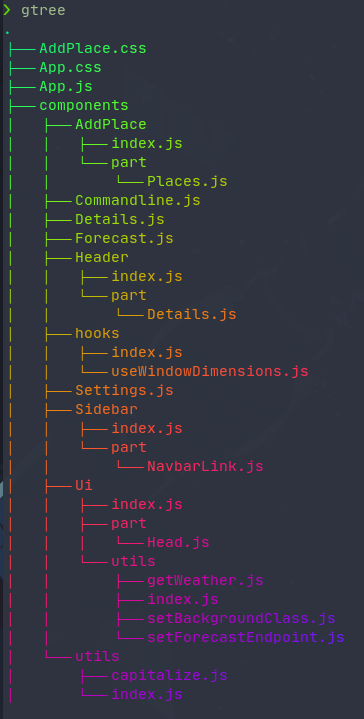 ❯ gtree
.
├── AddPlace.css
├── App.css
├── App.js
├── components
│   ├── AddPlace
│   │   ├── index.js
│   │   └── part
│   │       └── Places.js
│   ├── Commandline.js
│   ├── Details.js
│   ├── Forecast.js
│   ├── Header
│   │   ├── index.js
│   │   └── part
│   │       └── Details.js
│   ├── hooks
│   │   ├── index.js
│   │   └── useWindowDimensions.js
│   ├── Settings.js
│   ├── Sidebar
│   │   ├── index.js
│   │   └── part
│   │       └── NavbarLink.js
│   ├── Ui
│   │   ├── index.js
│   │   ├── part
│   │   │   └── Head.js
│   │   └── utils
│   │       ├── getWeather.js
│   │       ├── index.js
│   │       ├── setBackgroundClass.js
│   │       └── setForecastEndpoint.js
│   └── utils
│       ├── capitalize.js
│       └── index.js